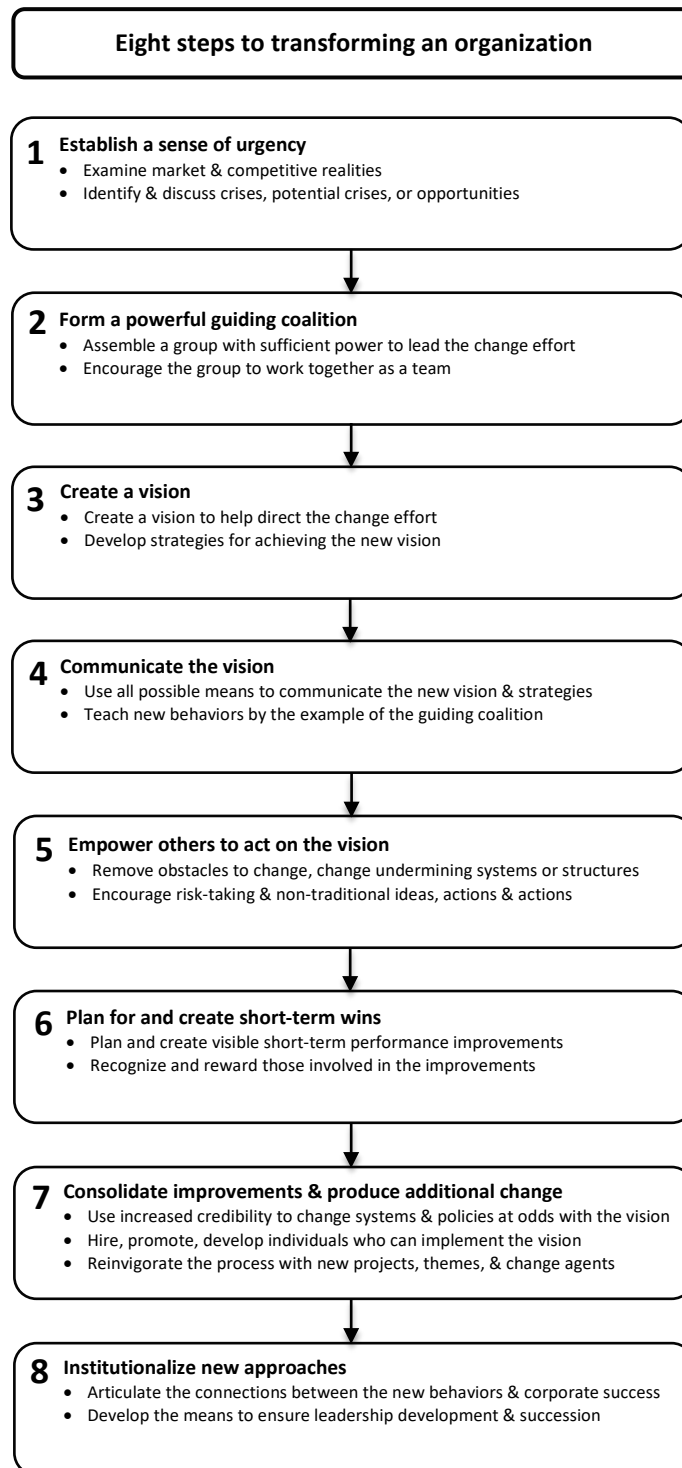 Eight steps to transforming an organization
1 Establish a sense of urgency
• Examine market & competitive realities
• Identify & discuss crises, potential crises, or opportunities
2 Form a powerful guiding coalition
• Assemble a group with sufficient power to lead the change effort
• Encourage the group to work together as a team
3 Create a vision
• Create a vision to help direct the change effort
• Develop strategies for achieving the new vision
4 Communicate the vision
• Use all possible means to communicate the new vision & strategies
• Teach new behaviors by the example of the guiding coalition
5 Empower others to act on the vision
• Remove obstacles to change, change undermining systems or structures
• Encourage risk-taking & non-traditional ideas, actions & actions
6 Plan for and create short-term wins
• Plan and create visible short-term performance improvements
• Recognize and reward those involved in the improvements
7 Consolidate improvements & produce additional change
• Use increased credibility to change systems & policies at odds with the vision
• Hire, promote, develop individuals who can implement the vision
• Reinvigorate the process with new projects, themes, & change agents
8 Institutionalize new approaches
• Articulate the connections between the new behaviors & corporate success
• Develop the means to ensure leadership development & succession